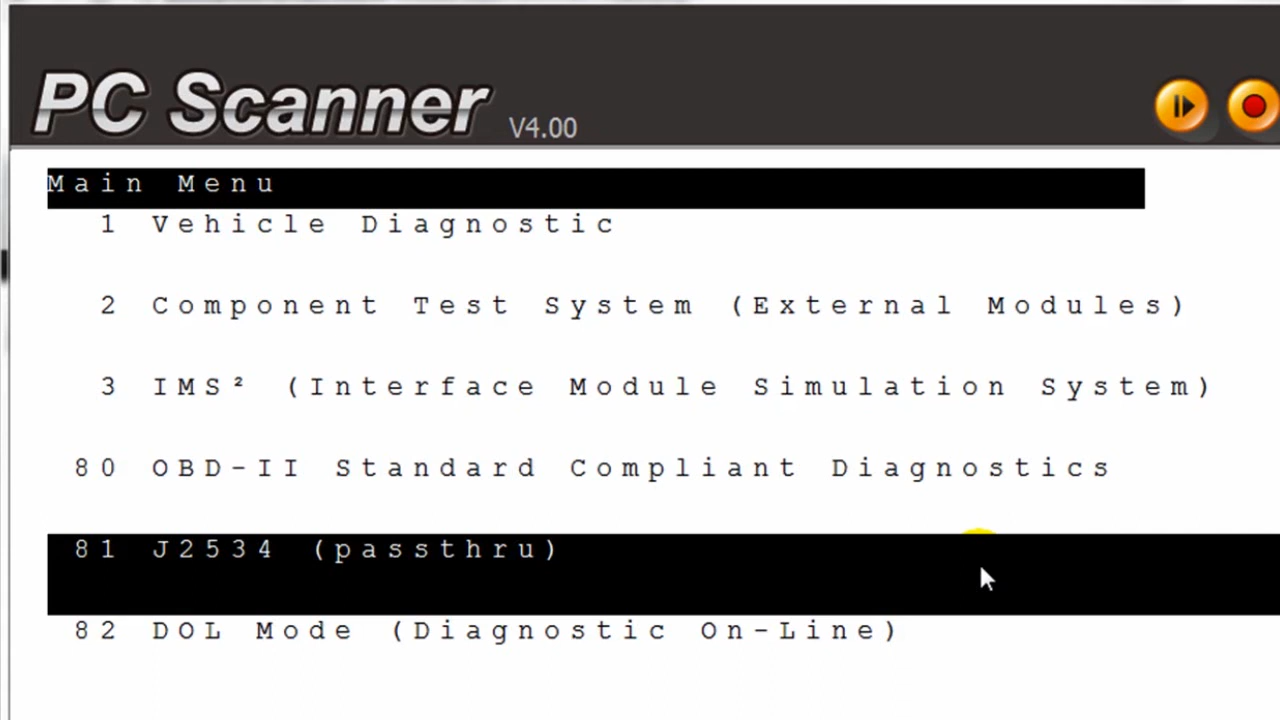 PC Scanner V4.00
Main Menu
1 Vehicle Diagnostic
2 Component Test System (External Modules)
3 IMS² (Interface Module Simulation System)
80 OBD-II Standard Compliant Diagnostics
81 J2534 (passthru)
82 DOL Mode (Diagnostic On-Line)